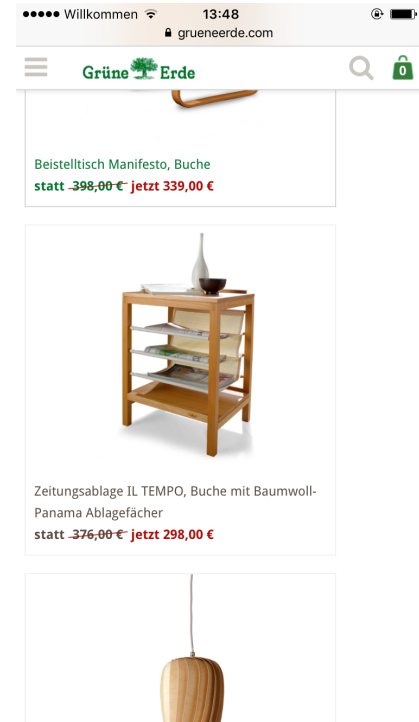 Willkommen 13:48
grueneerde.com
Grüne Erde 0
Beistelltisch Manifesto, Buche
statt 398,00 € jetzt 339,00 €
Zeitungsablage IL TEMPO, Buche mit Baumwoll-
Panama Ablagefächer
statt 376,00 € jetzt 298,00 €